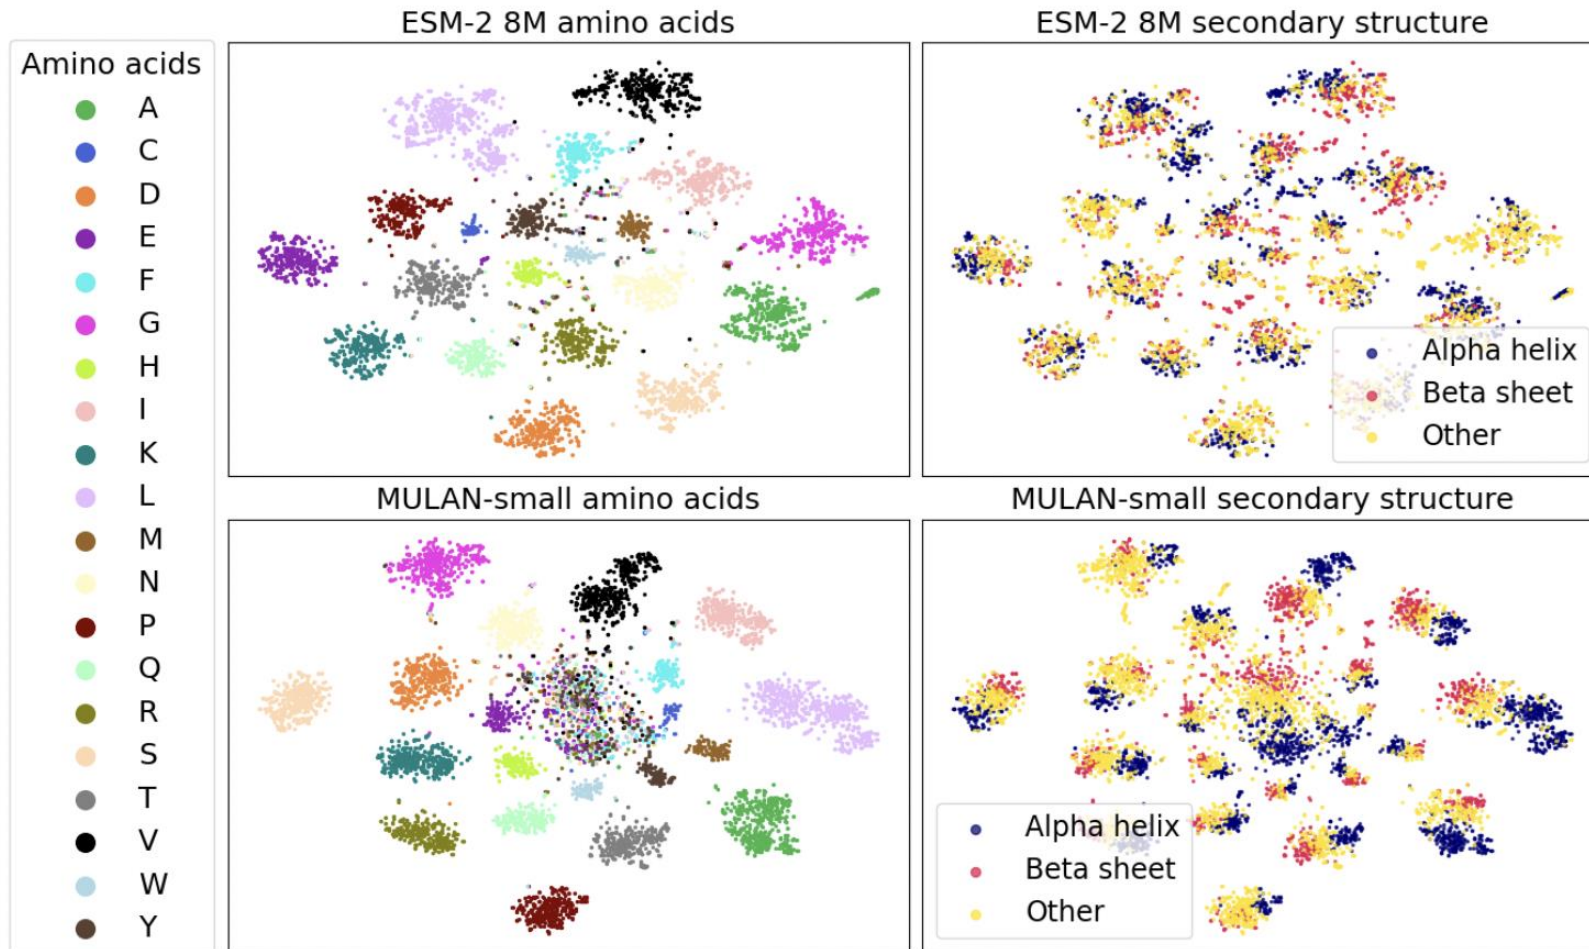 ESM-2 8M amino acids
ESM-2 8M secondary structure
Amino acids
A
C
D
E
F
G
H
I
K
L
M
N
P
Q
R
S
T
V
W
Y
Alpha helix
Beta sheet
Other
MULAN-small amino acids
MULAN-small secondary structure
Alpha helix
Beta sheet
Other